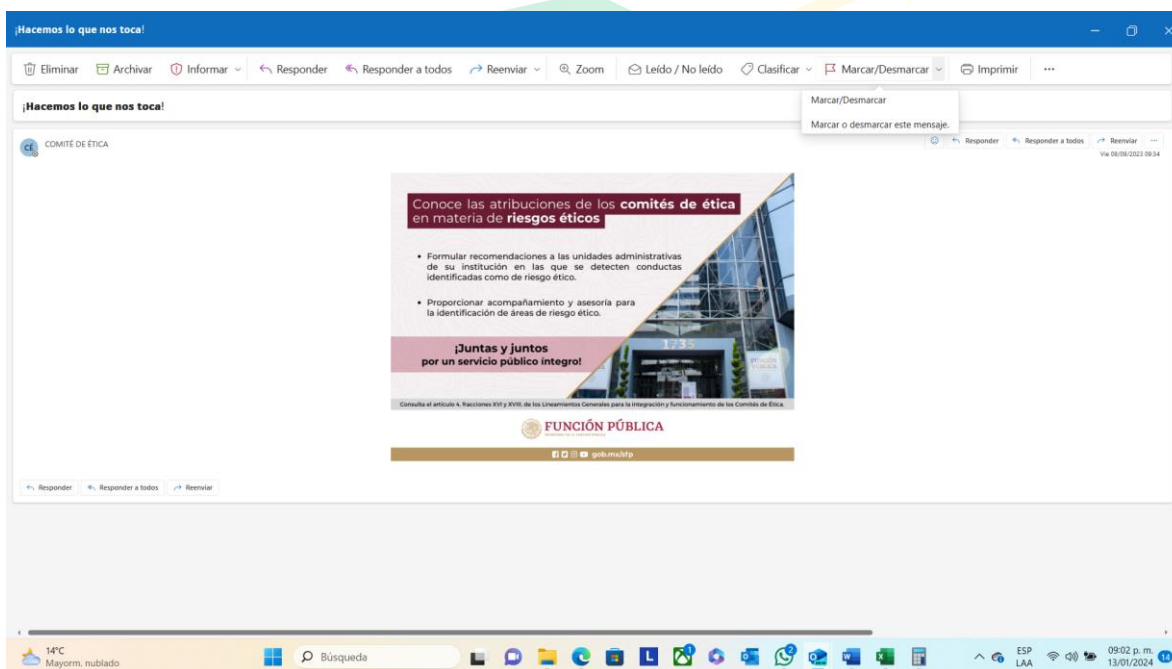 ¡Hacemos lo que nos toca!
Eliminar Archivar Informar Responder Responder a todos Reenviar Zoom Leído / No leído Clasificar Marcar/Desmarcar Imprimir ...
¡Hacemos lo que nos toca!
Marcar/Desmarcar
Marcar o desmarcar este mensaje.
CÉ COMITÉ DE ÉTICA
Responder Responder a todos Reenviar ...
Conoce las atribuciones de los comités de ética
en materia de riesgos éticos
• Formular recomendaciones a las unidades administrativas
de su institución en las que se detecten conductas
identificadas como de riesgo ético.
• Proporcionar acompañamiento y asesoría para
la identificación de áreas de riesgo ético.
¡Juntas y juntos
por un servicio público íntegro!
1735
FUNCIÓN
PÚBLICA
Consulta el artículo 4, fracciones XVI y XVIII, de los Lineamientos Generales para la integración y funcionamiento de los Comités de Ética.
FUNCIÓN PÚBLICA
gob.mx/sfp
Responder Responder a todos Reenviar
14°C
Mayorm. nublado
Búsqueda
ESP
LAA
09:02 p. m.
13/01/2024